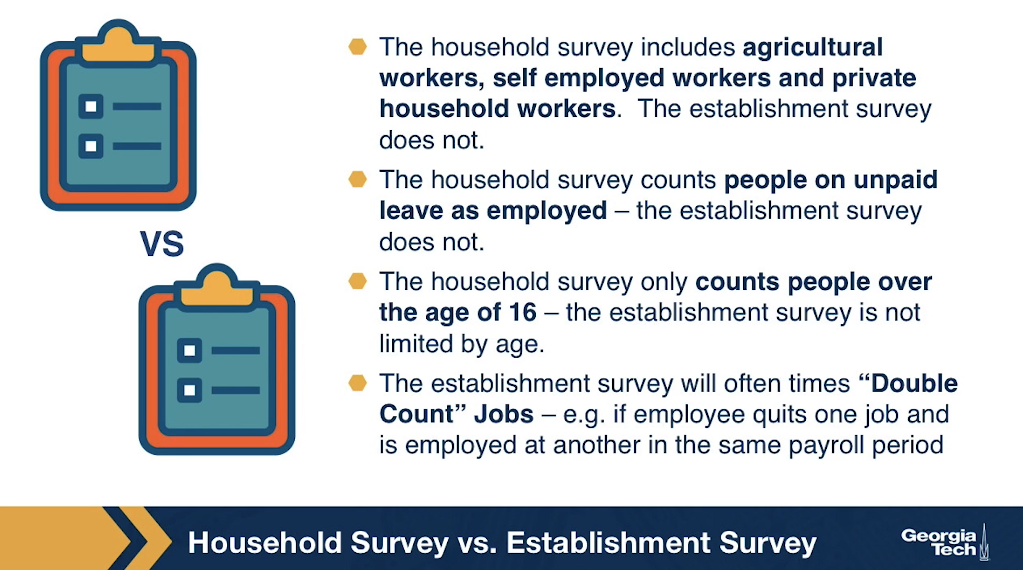 The household survey includes agricultural
workers, self employed workers and private
household workers.  The establishment survey
does not.
The household survey counts people on unpaid
leave as employed – the establishment survey
does not.
The household survey only counts people over
the age of 16 – the establishment survey is not
limited by age.
The establishment survey will often times “Double
Count” Jobs – e.g. if employee quits one job and
is employed at another in the same payroll period
VS
Household Survey vs. Establishment Survey
Georgia
Tech